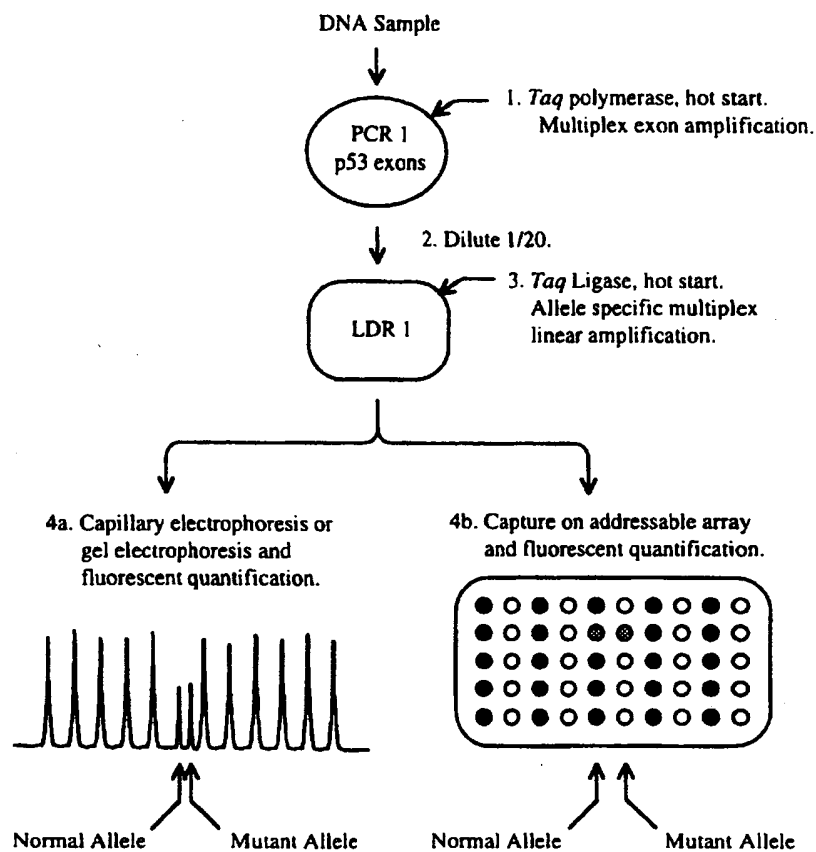 DNA Sample
1. Taq polymerase, hot start.
Multiplex exon amplification.
PCR 1
p53 exons
2. Dilute 1/20.
3. Taq Ligase, hot start.
Allele specific multiplex
linear amplification.
LDR 1
4a. Capillary electrophoresis or
gel electrophoresis and
fluorescent quantification.
4b. Capture on addressable array
and fluorescent quantification.
Normal Allele
Mutant Allele
Normal Allele
Mutant Allele